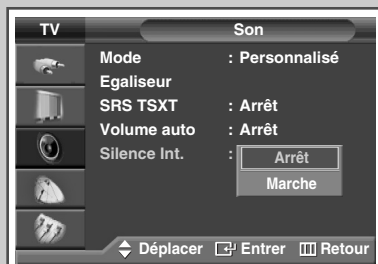 TV Son
Mode : Personnalisé
Egaliseur
SRS TSXT : Arrêt
Volume auto : Arrêt
Silence Int. : Arrêt
Marche
Déplacer Entrer Retour